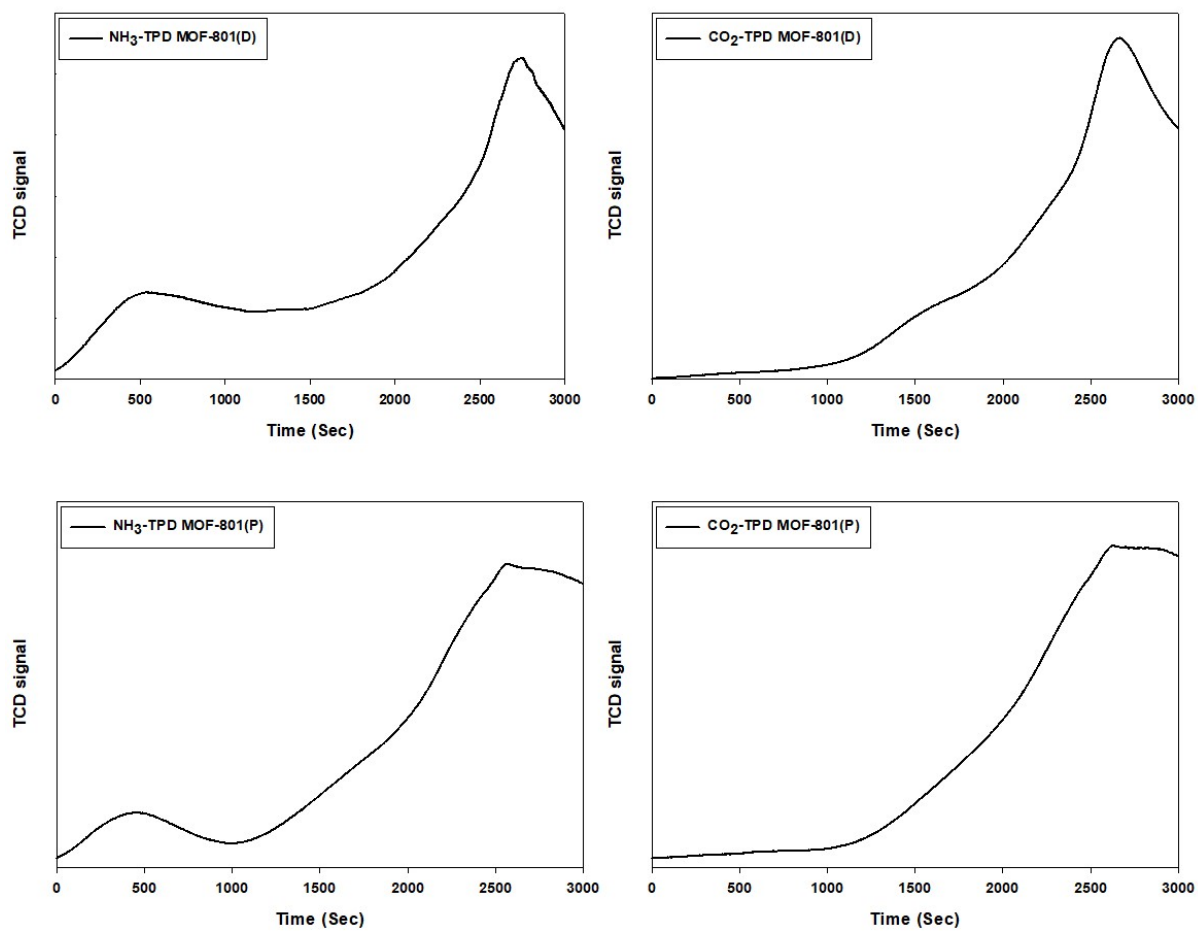 NH3-TPD MOF-801(D)
TCD signal
0 500 1000 1500 2000 2500 3000
Time (Sec)
CO2-TPD MOF-801(D)
TCD signal
0 500 1000 1500 2000 2500 3000
Time (Sec)
NH3-TPD MOF-801(P)
TCD signal
0 500 1000 1500 2000 2500 3000
Time (Sec)
CO2-TPD MOF-801(P)
TCD signal
0 500 1000 1500 2000 2500 3000
Time (Sec)